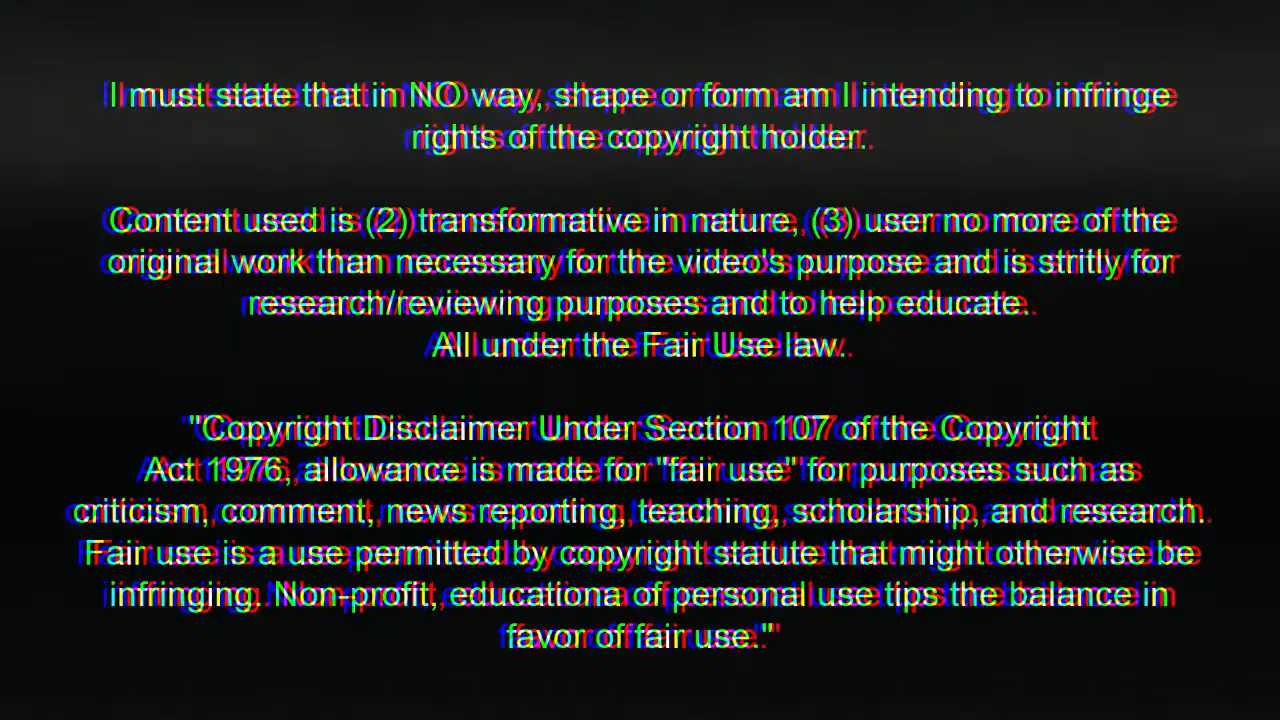 I must state that in NO way, shape or form am I intending to infringe
rights of the copyright holder.
Content used is (2) transformative in nature, (3) user no more of the
original work than necessary for the video's purpose and is stritly for
research/reviewing purposes and to help educate.
All under the Fair Use law.
"Copyright Disclaimer Under Section 107 of the Copyright
Act 1976, allowance is made for "fair use" for purposes such as
criticism, comment, news reporting, teaching, scholarship, and research.
Fair use is a use permitted by copyright statute that might otherwise be
infringing. Non-profit, educationa of personal use tips the balance in
favor of fair use."